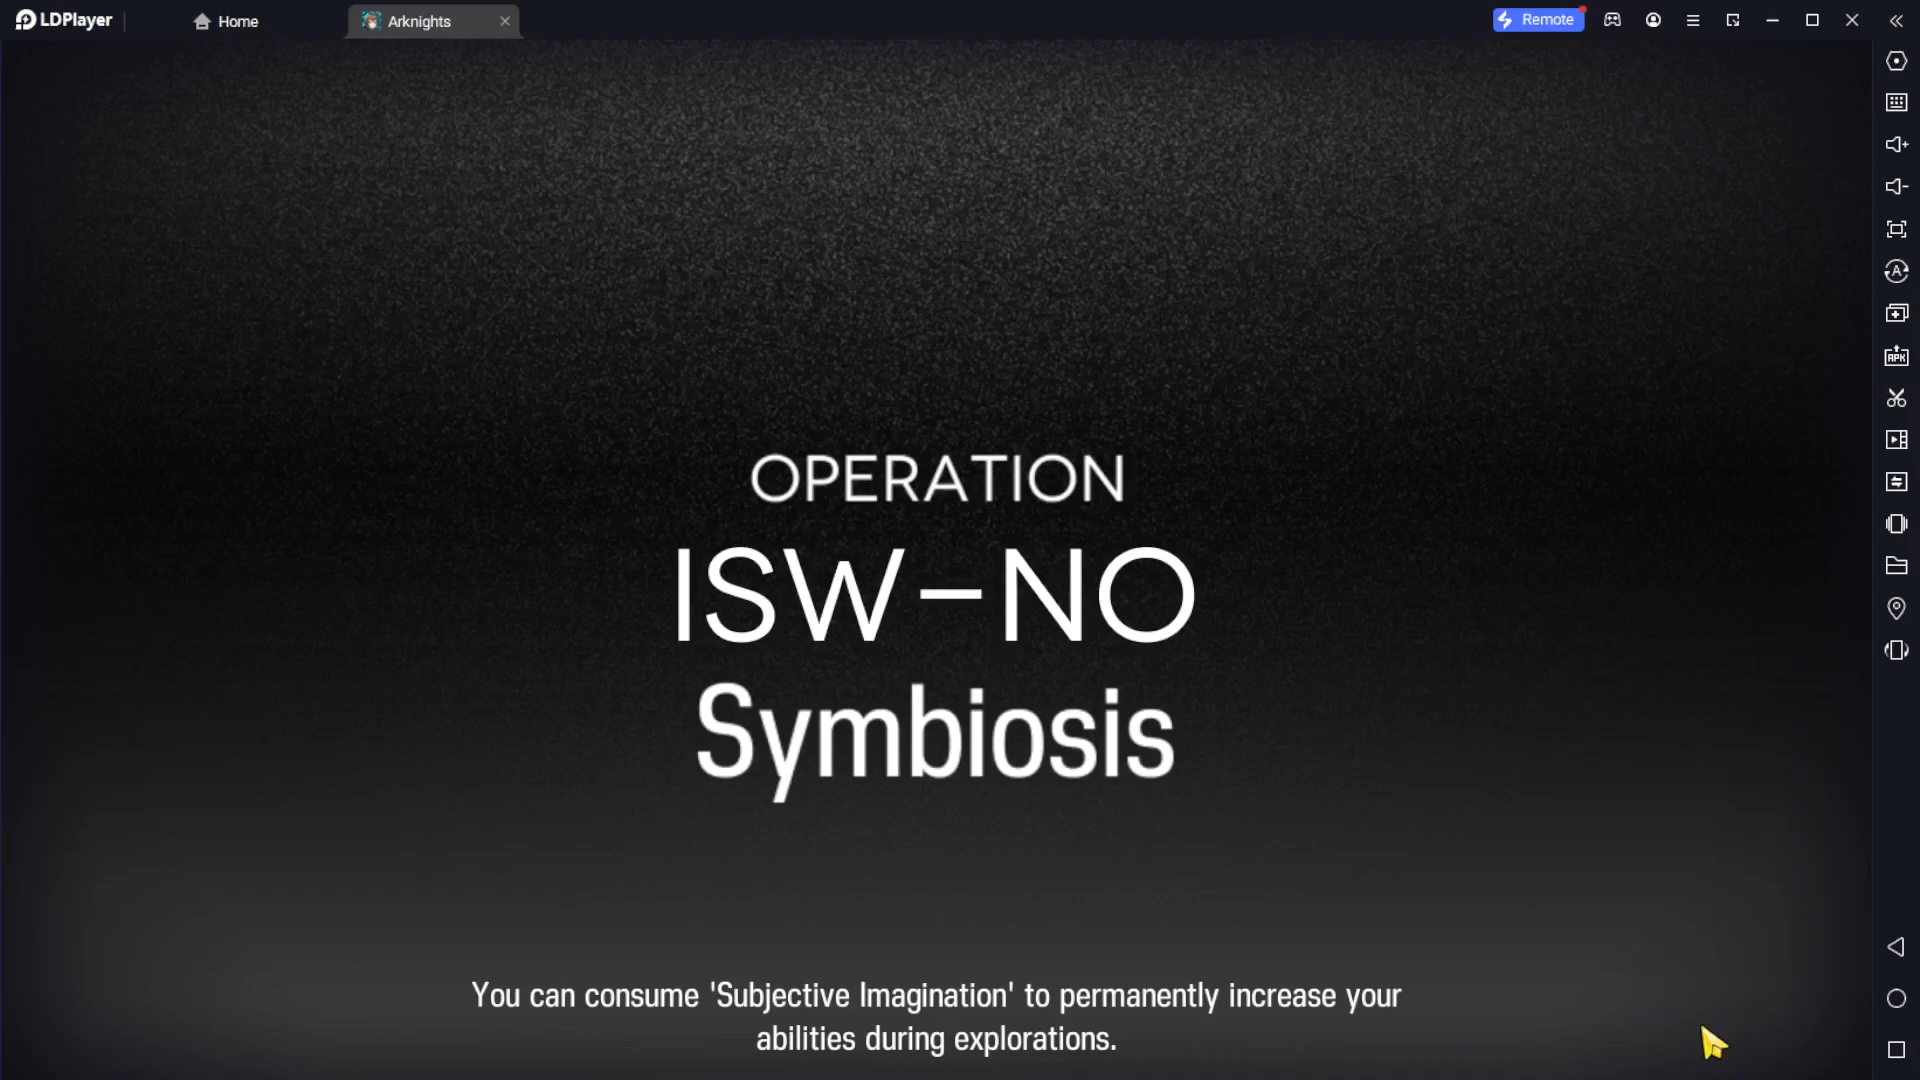 LDPlayer
Home
Arknights
Remote
A
APK
OPERATION
ISW-NO
Symbiosis
You can consume 'Subjective Imagination' to permanently increase your
abilities during explorations.